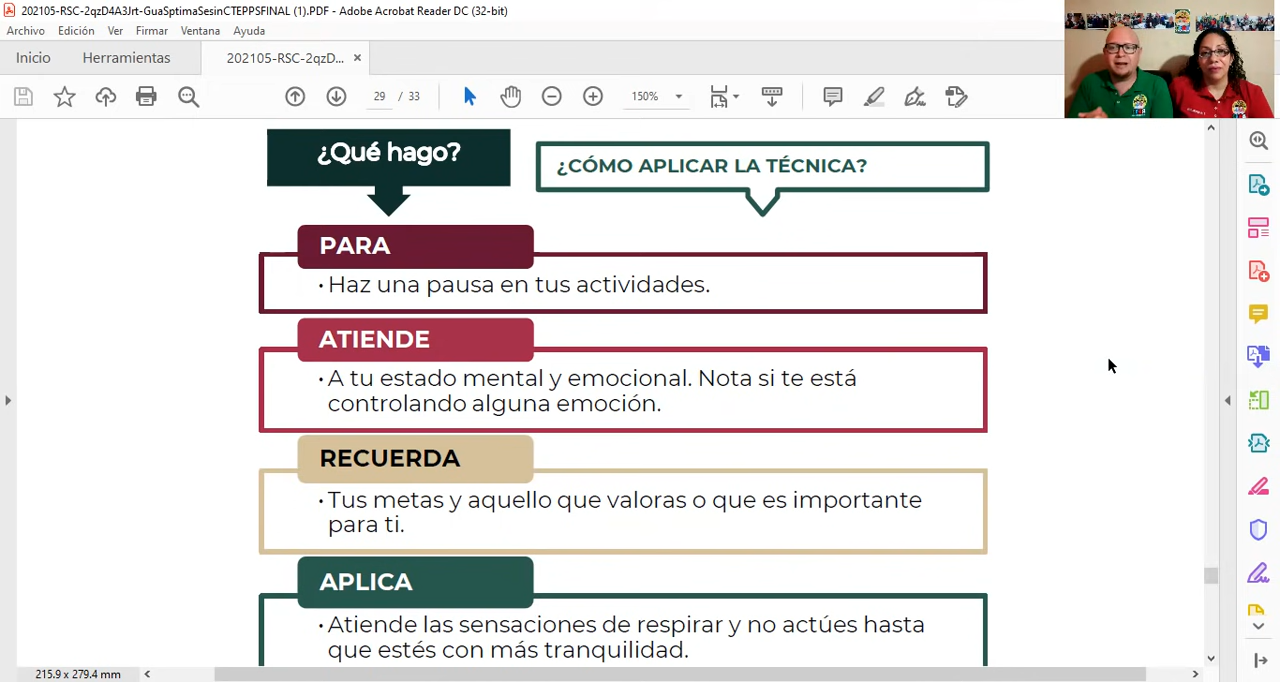 202105-RSC-2qzD4A3Jrt-GuaSptimaSesinCTEPPSFINAL (1).PDF - Adobe Acrobat Reader DC (32-bit)
Archivo Edición Ver Firmar Ventana Ayuda
Inicio Herramientas 202105-RSC-2qzD... ×
29 / 33 150%
¿Qué hago?
¿CÓMO APLICAR LA TÉCNICA?
PARA
• Haz una pausa en tus actividades.
ATIENDE
• A tu estado mental y emocional. Nota si te está
controlando alguna emoción.
RECUERDA
• Tus metas y aquello que valoras o que es importante
para ti.
APLICA
• Atiende las sensaciones de respirar y no actúes hasta
que estés con más tranquilidad.
215.9 x 279.4 mm